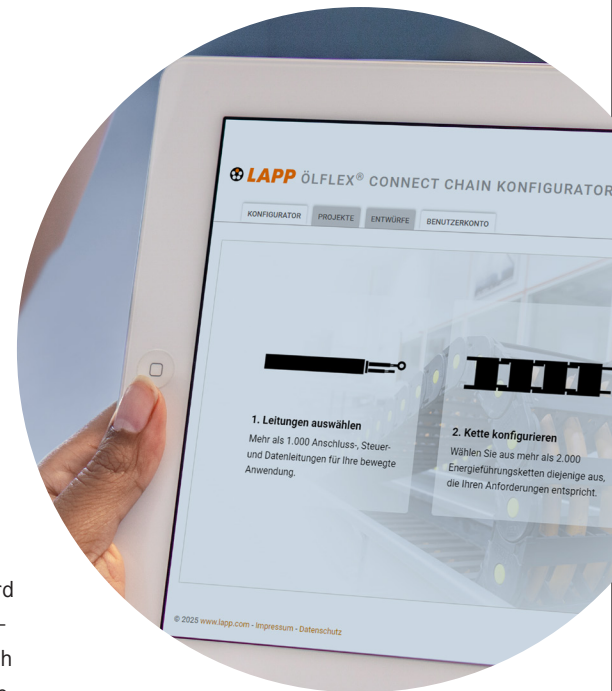 LAPP ÖLFLEX® CONNECT CHAIN KONFIGURATOR
KONFIGURATOR PROJEKTE ENTWÜRFE BENUTZERKONTO
1. Leitungen auswählen
Mehr als 1.000 Anschluss-, Steuer-
und Datenleitungen für Ihre bewegte
Anwendung.
2. Kette konfigurieren
Wählen Sie aus mehr als 2.000
Energieführungsketten diejenige aus,
die Ihren Anforderungen entspricht.
© 2025 www.lapp.com - Impressum - Datenschutz